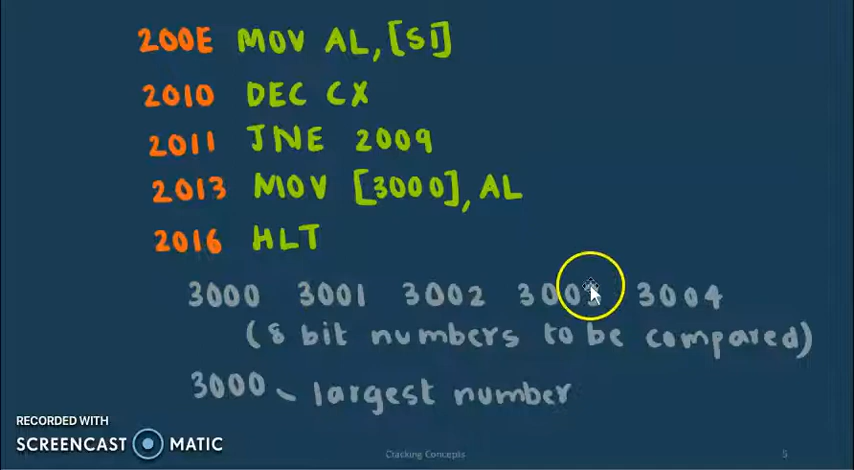 200E MOV AL, [SI]
2010 DEC CX
2011 JNE 2009
2013 MOV [3000], AL
2016 HLT
3000 3001 3002 3003 3004
(8 bit numbers to be compared)
3000 - largest number
RECORDED WITH
SCREENCAST MATIC
Cracking Concepts
5